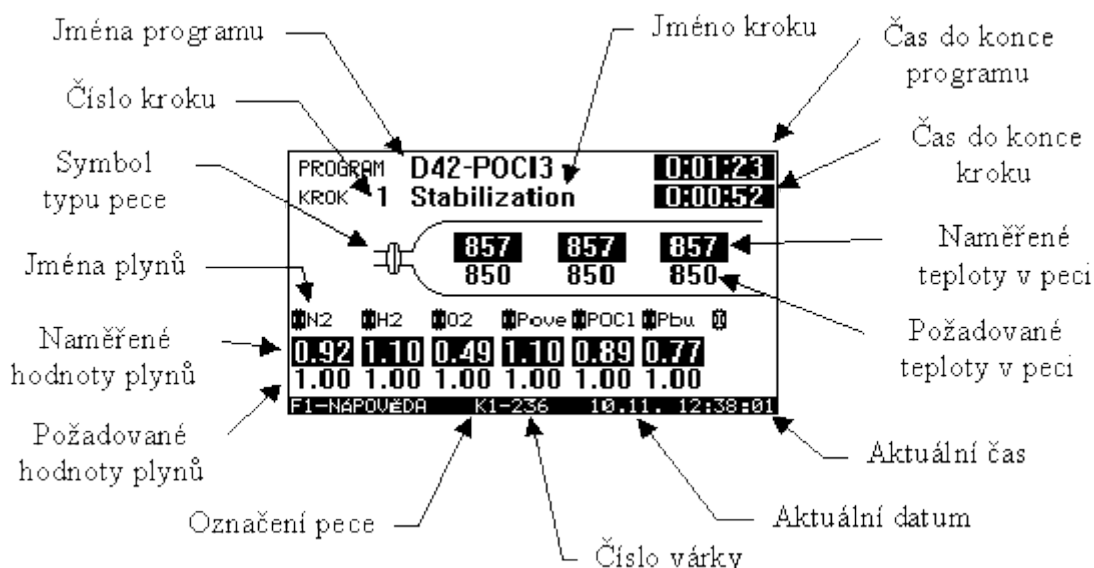 Jména programu
Jméno kroku
Čas do konce
programu
Číslo kroku
Čas do konce
kroku
Symbol
typu pece
PROGRAM D42-POCl3 0:01:23
KROK 1 Stabilization 0:00:52
857 857 857
850 850 850
Naměřené
teploty v peci
Jména plynů
N2 H2 O2 Pove POCl Pbu
Požadované
teploty v peci
Naměřené
hodnoty plynů
0.92 1.10 0.49 1.10 0.89 0.77
1.00 1.00 1.00 1.00 1.00 1.00
F1-NÁPOVěDA K1-236 10.11. 12:38:01
Požadované
hodnoty plynů
Aktuální čas
Označení pece
Aktuální datum
Číslo várky